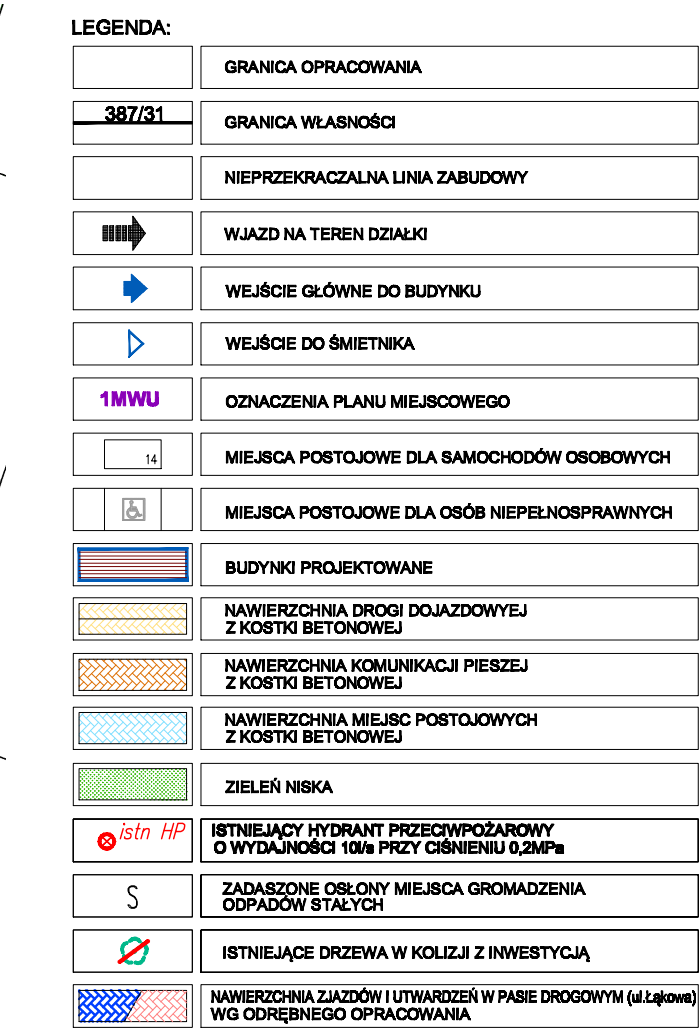 LEGENDA:
GRANICA OPRACOWANIA
387/31
GRANICA WŁASNOŚCI
NIEPRZEKRACZALNA LINIA ZABUDOWY
WJAZD NA TEREN DZIAŁKI
WEJŚCIE GŁÓWNE DO BUDYNKU
WEJŚCIE DO ŚMIETNIKA
1MWU
OZNACZENIA PLANU MIEJSCOWEGO
14
MIEJSCA POSTOJOWE DLA SAMOCHODÓW OSOBOWYCH
MIEJSCA POSTOJOWE DLA OSÓB NIEPEŁNOSPRAWNYCH
BUDYNKI PROJEKTOWANE
NAWIERZCHNIA DROGI DOJAZDOWYEJ
Z KOSTKI BETONOWEJ
NAWIERZCHNIA KOMUNIKACJI PIESZEJ
Z KOSTKI BETONOWEJ
NAWIERZCHNIA MIEJSC POSTOJOWYCH
Z KOSTKI BETONOWEJ
ZIELEŃ NISKA
istn HP
ISTNIEJĄCY HYDRANT PRZECIWPOŻAROWY
O WYDAJNOŚCI 10l/s PRZY CIŚNIENIU 0,2MPa
S
ZADASZONE OSŁONY MIEJSCA GROMADZENIA
ODPADÓW STAŁYCH
ISTNIEJĄCE DRZEWA W KOLIZJI Z INWESTYCJĄ
NAWIERZCHNIA ZJAZDÓW I UTWARDZEŃ W PASIE DROGOWYM (ul.Łąkowa)
WG ODRĘBNEGO OPRACOWANIA